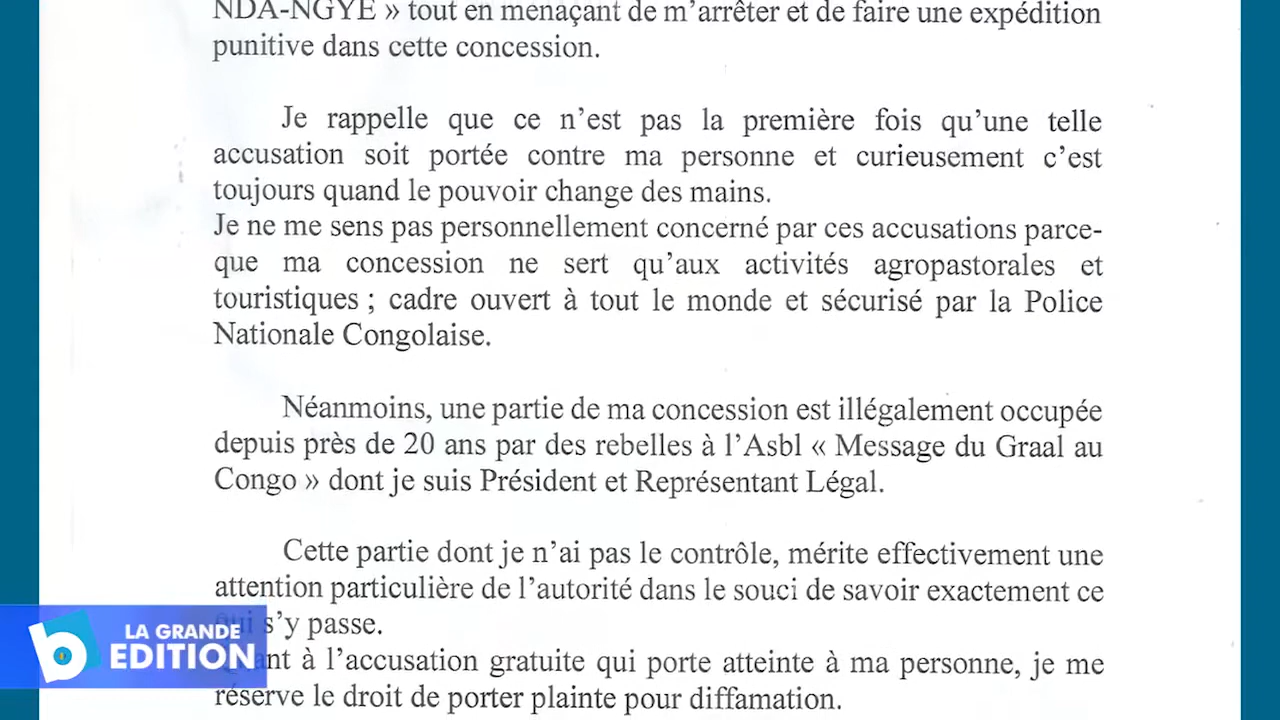 NDA-NGYE » tout en menaçant de m’arrêter et de faire une expédition
punitive dans cette concession.
Je rappelle que ce n’est pas la première fois qu’une telle
accusation soit portée contre ma personne et curieusement c’est
toujours quand le pouvoir change des mains.
Je ne me sens pas personnellement concerné par ces accusations parce-
que ma concession ne sert qu’aux activités agropastorales et
touristiques ; cadre ouvert à tout le monde et sécurisé par la Police
Nationale Congolaise.
Néanmoins, une partie de ma concession est illégalement occupée
depuis près de 20 ans par des rebelles à l’Asbl « Message du Graal au
Congo » dont je suis Président et Représentant Légal.
Cette partie dont je n’ai pas le contrôle, mérite effectivement une
attention particulière de l’autorité dans le souci de savoir exactement ce
qui s’y passe.
à l’accusation gratuite qui porte atteinte à ma personne, je me
réserve le droit de porter plainte pour diffamation.
b LA GRANDE
EDITION